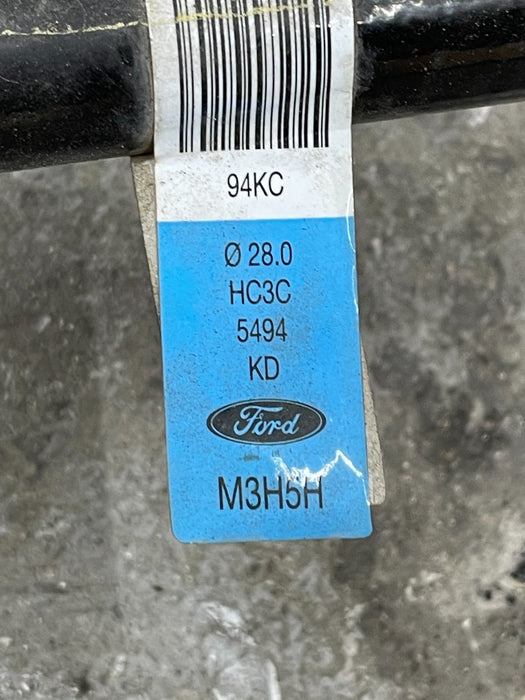 94KC
Ø 28.0
HC3C
5494
KD
Ford
M3H5H